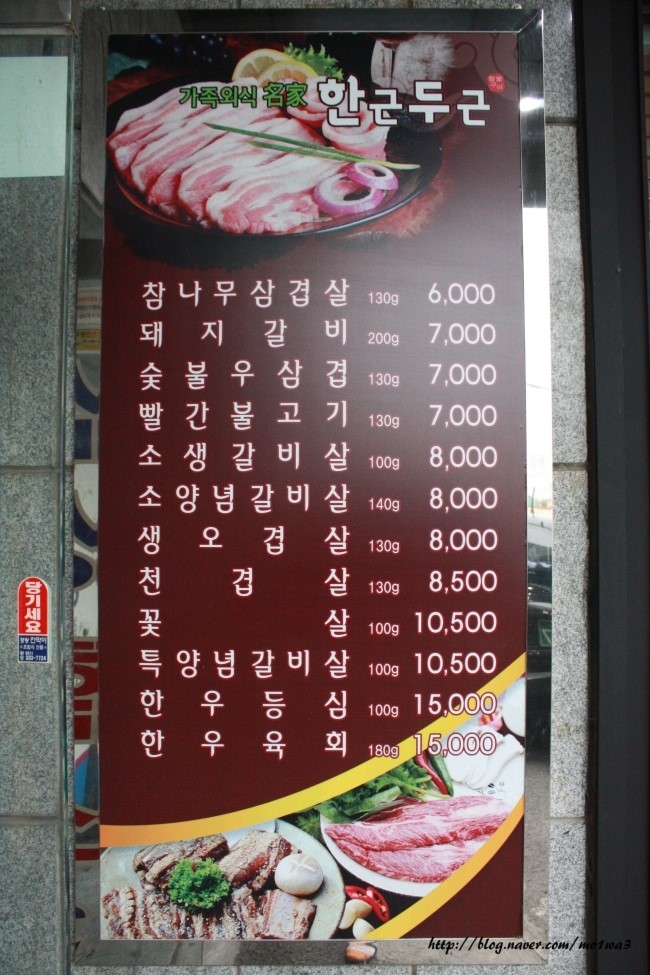 가족외식 名家 한근두근
참나무삼겹살 130g 6,000
돼지갈비 200g 7,000
숯불우삼겹 130g 7,000
빨간불고기 130g 7,000
소생갈비살 100g 8,000
소양념갈비살 140g 8,000
생오겹살 130g 8,000
천겹살 130g 8,500
꽃살 100g 10,500
특양념갈비살 100g 10,500
한우등심 100g 15,000
한우육회 180g 15,000
당기세요
http://blog.naver.com/mo1wa3